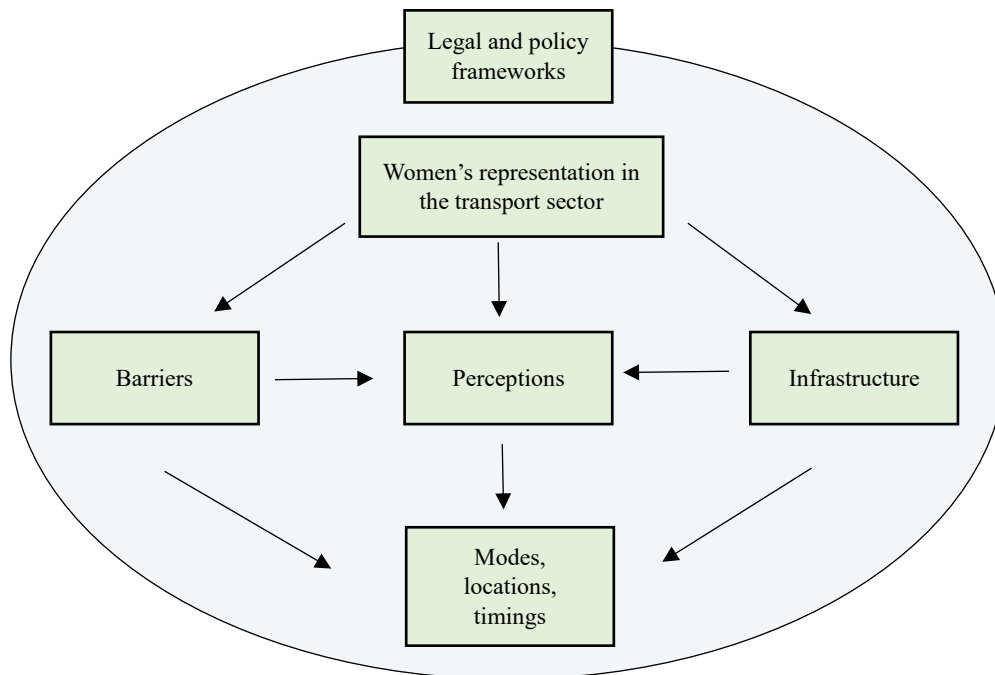 Legal and policy
frameworks
Women’s representation in
the transport sector
Barriers
Perceptions
Infrastructure
Modes,
locations,
timings